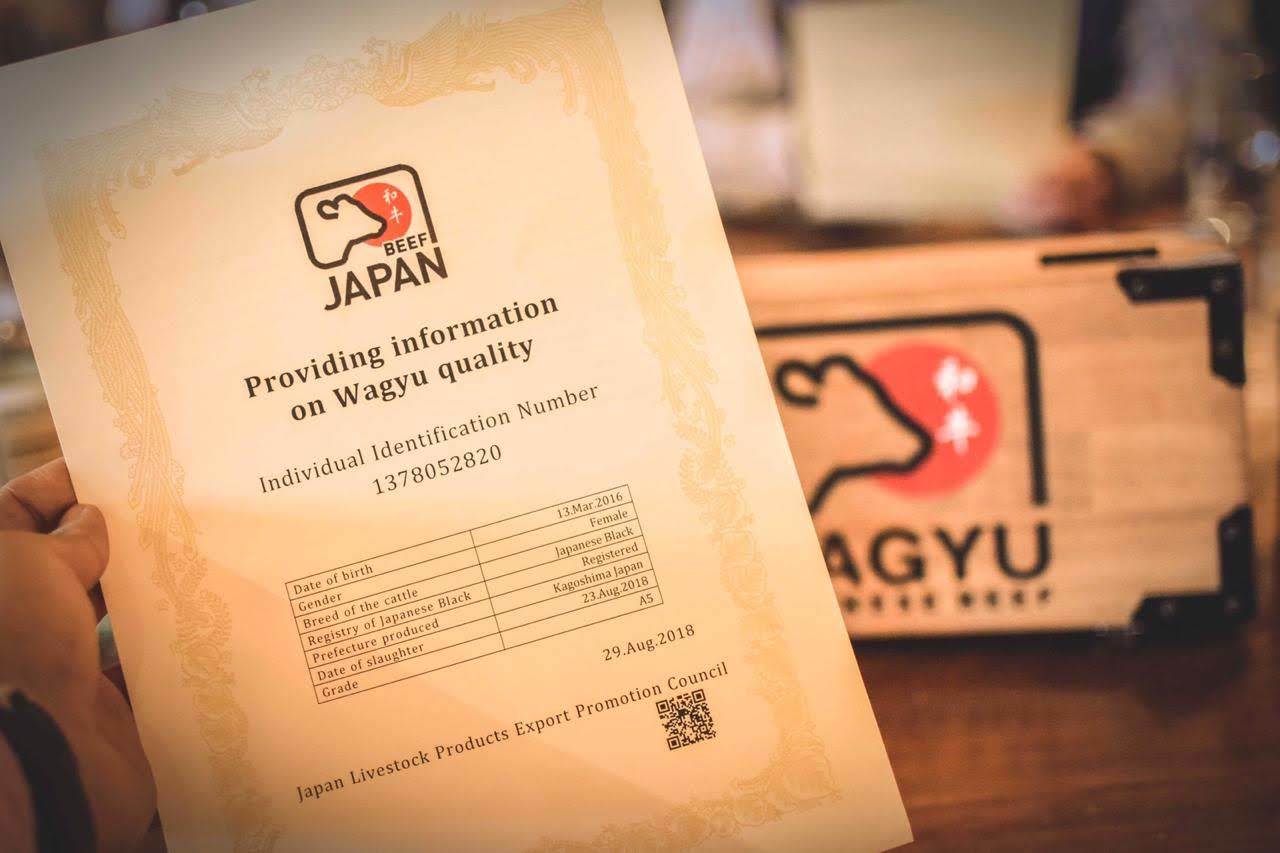 和牛
BEEF
JAPAN
Providing information
on Wagyu quality
Individual Identification Number
1378052820
Date of birth 13.Mar.2016
Gender Female
Breed of the cattle Japanese Black
Registry of Japanese Black Registered
Prefecture produced Kagoshima Japan
Date of slaughter 23.Aug.2018
Grade A5
29.Aug.2018
Japan Livestock Products Export Promotion Council
和牛
AGYU
BEEF